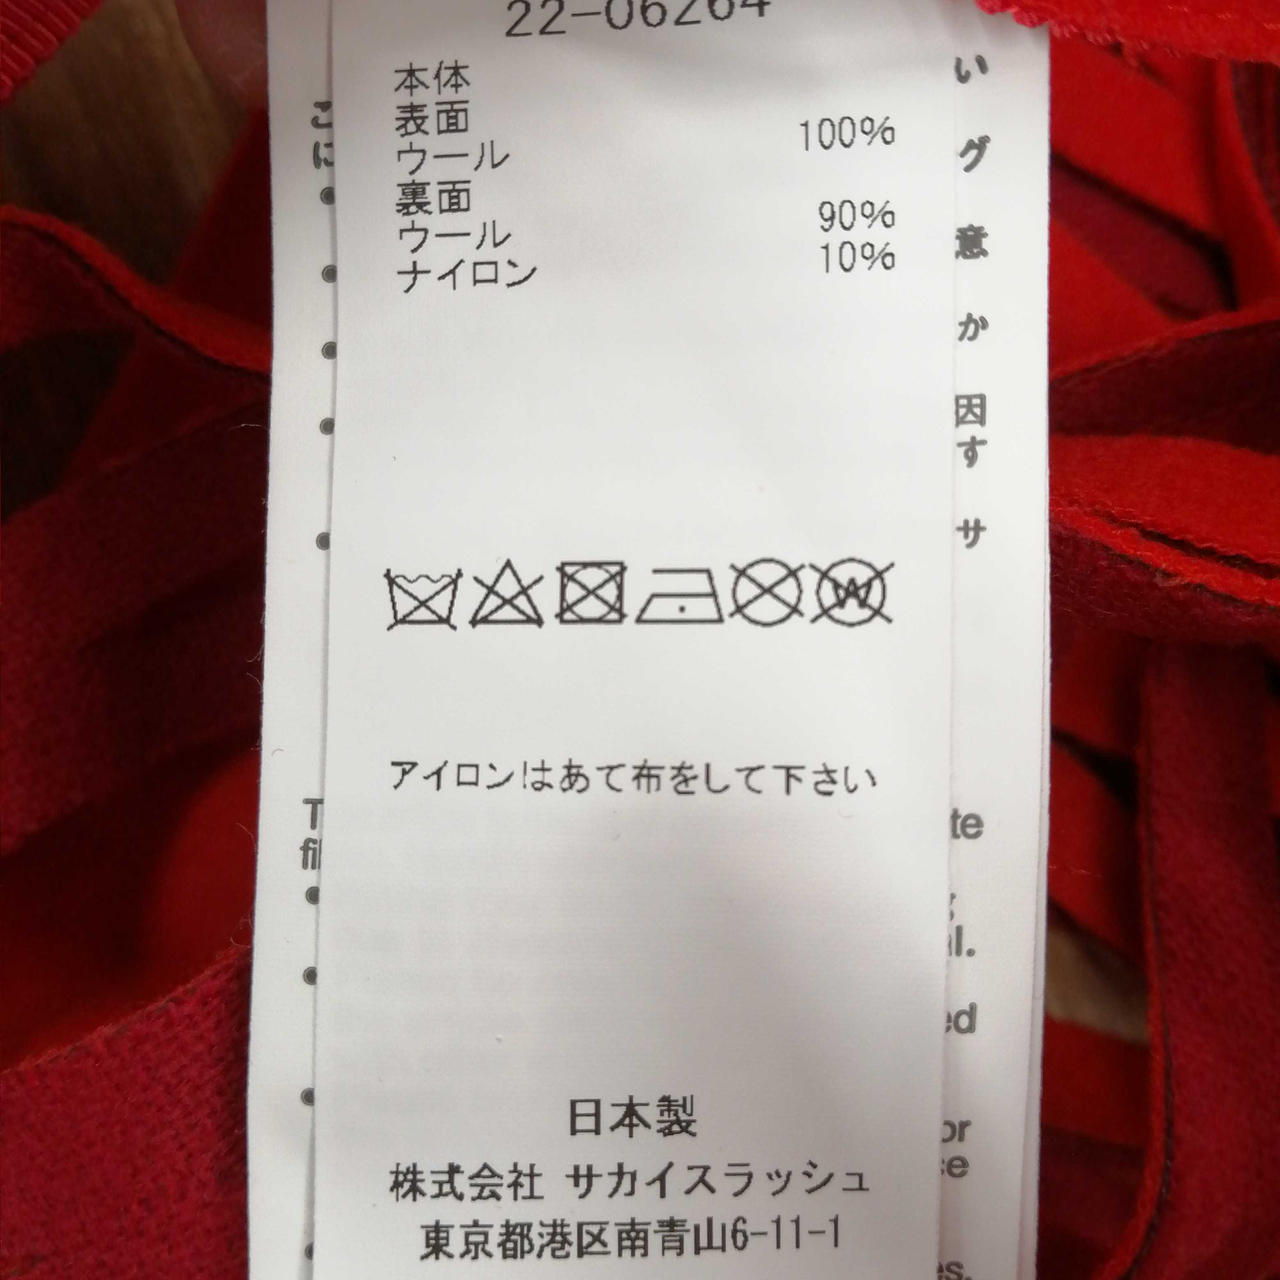 22-06264
本体
表面
ウール 100%
裏面
ウール 90%
ナイロン 10%
アイロンはあて布をして下さい
日本製
株式会社 サカイスラッシュ
東京都港区南青山6-11-1